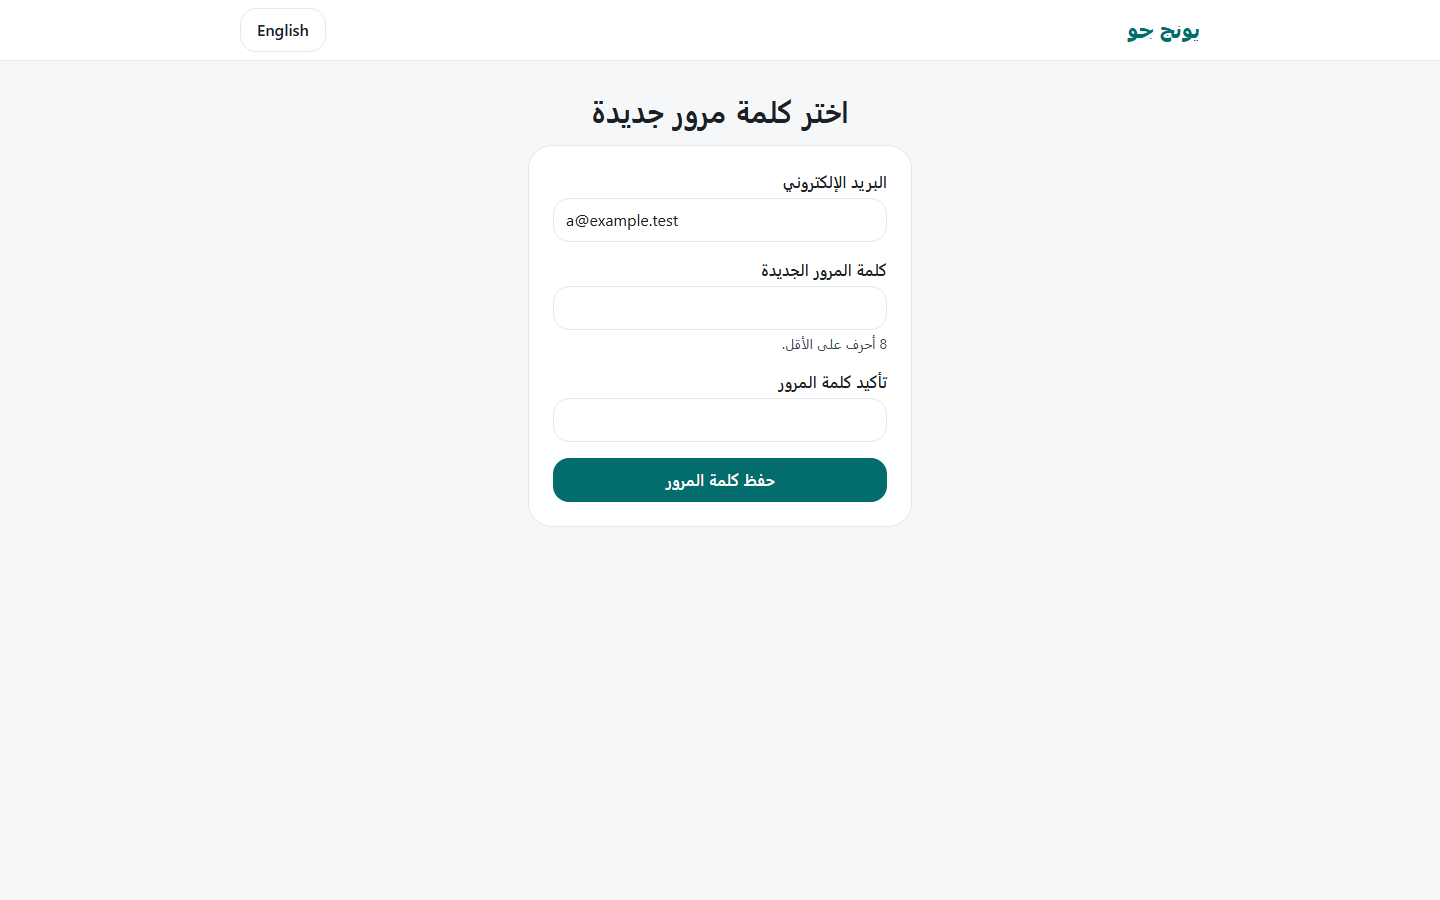 يونج جو
English
اختر كلمة مرور جديدة
البريد الإلكتروني
a@example.test
كلمة المرور الجديدة
8 أحرف على الأقل.
تأكيد كلمة المرور
حفظ كلمة المرور